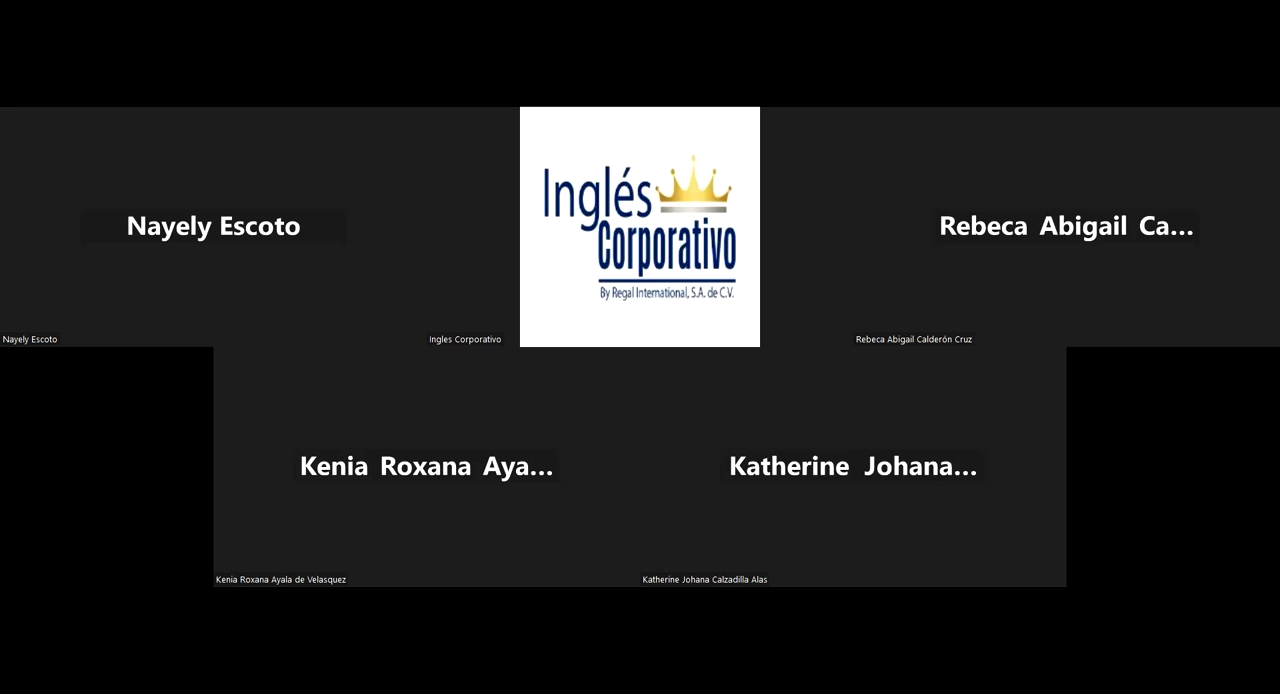 Nayely Escoto
Nayely Escoto
Inglés
Corporativo
By Regal International, S.A. de C.V.
Ingles Corporativo
Rebeca Abigail Ca...
Rebeca Abigail Calderón Cruz
Kenia Roxana Aya...
Kenia Roxana Ayala de Velasquez
Katherine Johana...
Katherine Johana Calzadilla Alas